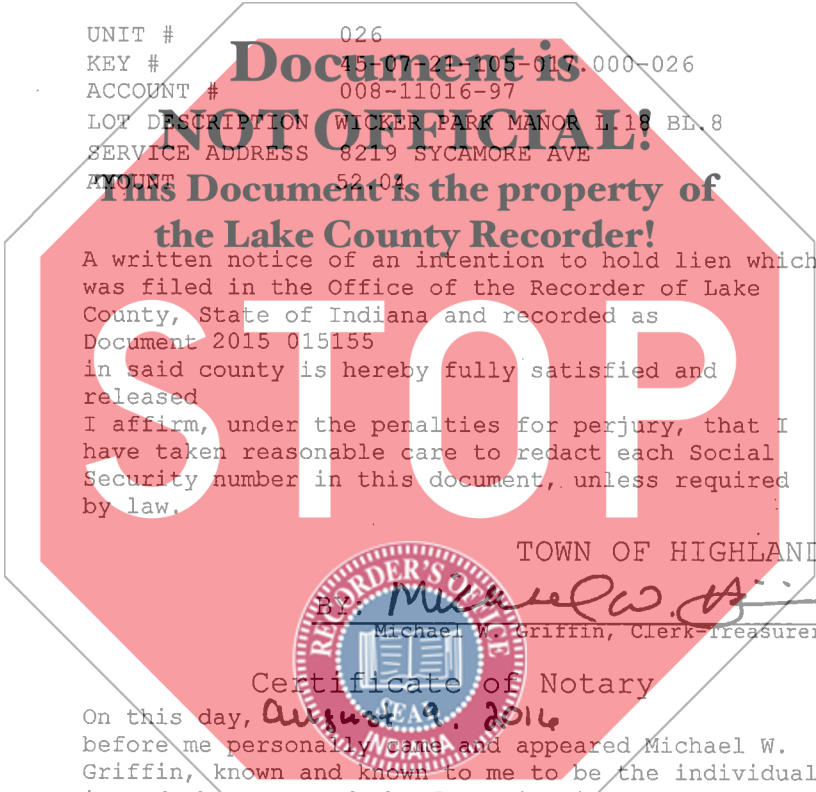 UNIT # 026
KEY # 45-07-21-105-017.000-026
ACCOUNT # 008-11016-97
LOT DESCRIPTION WICKER PARK MANOR L.18 BL.8
SERVICE ADDRESS 8219 SYCAMORE AVE
AMOUNT 52.04
Document is
NOT OFFICIAL!
This Document is the property of
the Lake County Recorder!
STOP
A written notice of an intention to hold lien which
was filed in the Office of the Recorder of Lake
County, State of Indiana and recorded as
Document 2015 015155
in said county is hereby fully satisfied and
released
I affirm, under the penalties for perjury, that I
have taken reasonable care to redact each Social
Security number in this document, unless required
by law.
TOWN OF HIGHLAND
BY: Michael W. Griffin
Michael W. Griffin, Clerk-Treasurer
RECORDER'S OFFICE
SEAL
INDIANA
Certificate of Notary
On this day, August 9, 2016
before me personally came and appeared Michael W.
Griffin, known and known to me to be the individual